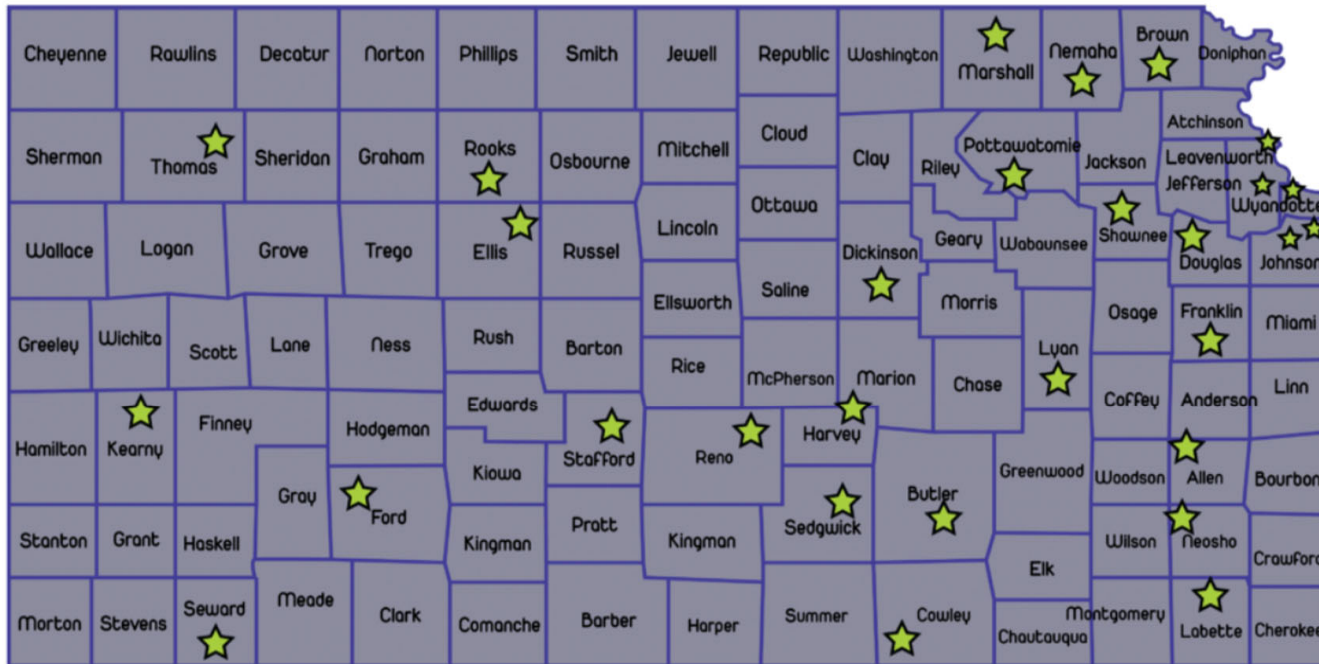 Cheyenne
Rawlins
Decatur
Norton
Phillips
Smith
Jewell
Republic
Washington
Marshall
Nemaha
Brown
Doniphan
Sherman
Thomas
Sheridan
Graham
Rooks
Osbourne
Mitchell
Cloud
Clay
Riley
Pottawatomie
Jackson
Atchinson
Leavenworth
Jefferson
Wyandotte
Wallace
Logan
Grove
Trego
Ellis
Russel
Lincoln
Ottawa
Dickinson
Geary
Wabaunsee
Shawnee
Douglas
Johnson
Ellsworth
Saline
Morris
Osage
Franklin
Miami
Greeley
Wichita
Scott
Lane
Ness
Rush
Barton
Rice
McPherson
Marion
Chase
Lyan
Coffey
Anderson
Linn
Hamilton
Kearny
Finney
Hodgeman
Edwards
Stafford
Reno
Harvey
Kiowa
Gray
Ford
Sedgwick
Butler
Greenwood
Woodson
Allen
Bourbon
Stanton
Grant
Haskell
Kingman
Pratt
Kingman
Elk
Wilson
Neosho
Crawford
Morton
Stevens
Seward
Meade
Clark
Comanche
Barber
Harper
Summer
Cowley
Chautauqua
Montgomery
Labette
Cherokee